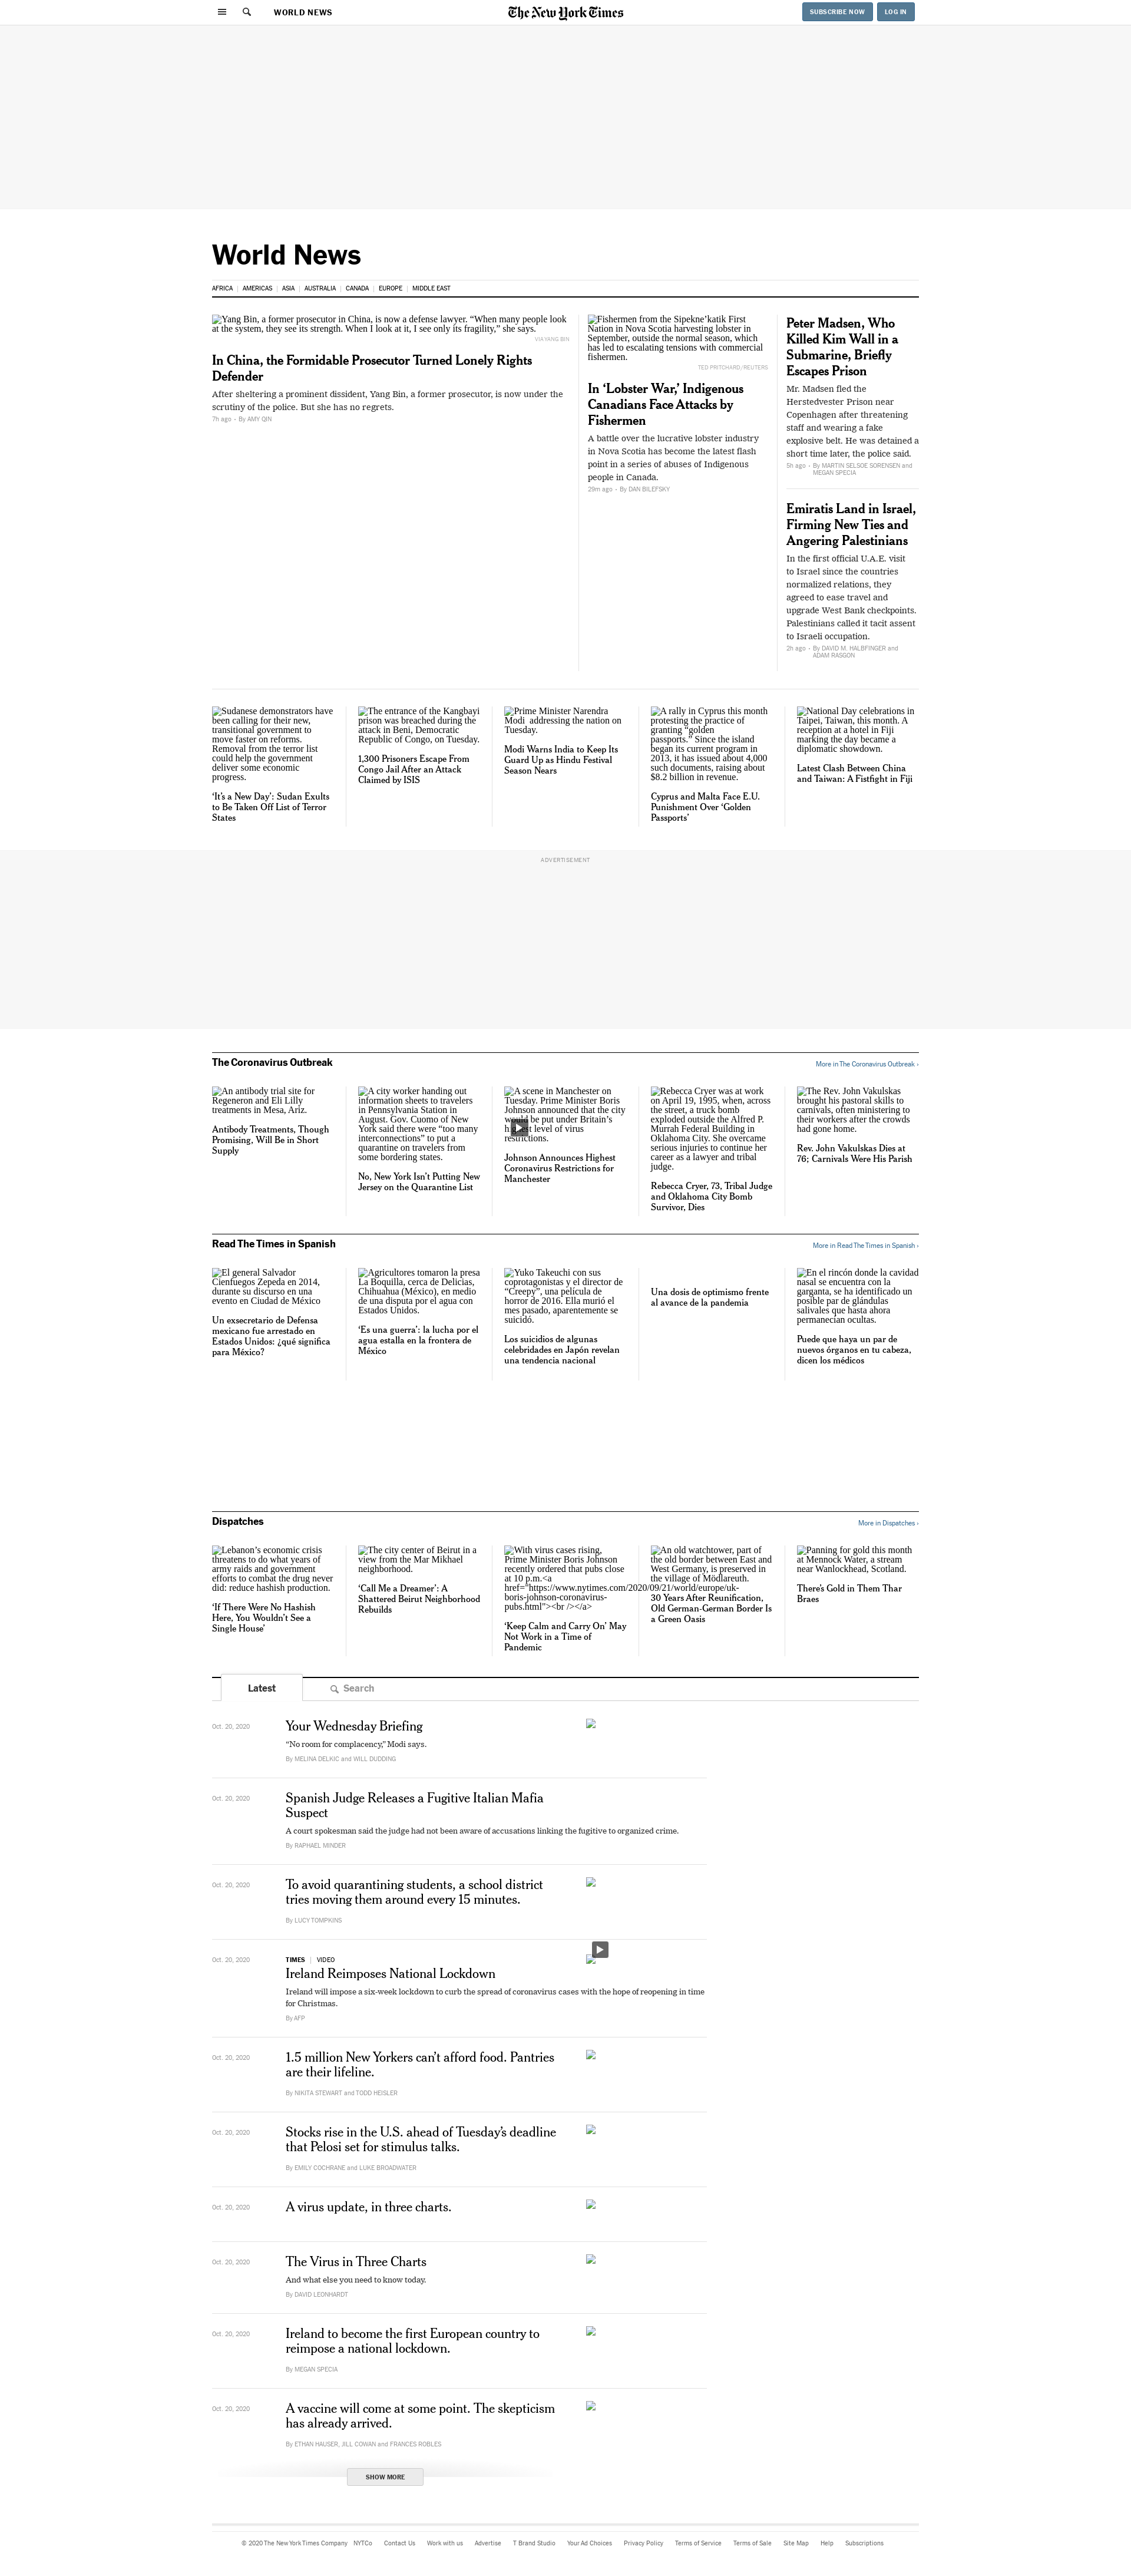 WORLD NEWS
The New York Times
SUBSCRIBE NOW
LOG IN
World News
AFRICA
AMERICAS
ASIA
AUSTRALIA
CANADA
EUROPE
MIDDLE EAST
Yang Bin, a former prosecutor in China, is now a defense lawyer. “When many people look
at the system, they see its strength. When I look at it, I see only its fragility,” she says.
VIA YANG BIN
In China, the Formidable Prosecutor Turned Lonely Rights
Defender
After sheltering a prominent dissident, Yang Bin, a former prosecutor, is now under the
scrutiny of the police. But she has no regrets.
7h ago · By AMY QIN
Fishermen from the Sipekne’katik First
Nation in Nova Scotia harvesting lobster in
September, outside the normal season, which
has led to escalating tensions with commercial
fishermen.
TED PRITCHARD/REUTERS
In ‘Lobster War,’ Indigenous
Canadians Face Attacks by
Fishermen
A battle over the lucrative lobster industry
in Nova Scotia has become the latest flash
point in a series of abuses of Indigenous
people in Canada.
29m ago · By DAN BILEFSKY
Peter Madsen, Who
Killed Kim Wall in a
Submarine, Briefly
Escapes Prison
Mr. Madsen fled the
Herstedvester Prison near
Copenhagen after threatening
staff and wearing a fake
explosive belt. He was detained a
short time later, the police said.
5h ago · By MARTIN SELSOE SORENSEN and
MEGAN SPECIA
Emiratis Land in Israel,
Firming New Ties and
Angering Palestinians
In the first official U.A.E. visit
to Israel since the countries
normalized relations, they
agreed to ease travel and
upgrade West Bank checkpoints.
Palestinians called it tacit assent
to Israeli occupation.
2h ago · By DAVID M. HALBFINGER and
ADAM RASGON
Sudanese demonstrators have
been calling for their new,
transitional government to
move faster on reforms.
Removal from the terror list
could help the government
deliver some economic
progress.
‘It’s a New Day’: Sudan Exults
to Be Taken Off List of Terror
States
The entrance of the Kangbayi
prison was breached during the
attack in Beni, Democratic
Republic of Congo, on Tuesday.
1,300 Prisoners Escape From
Congo Jail After an Attack
Claimed by ISIS
Prime Minister Narendra
Modi addressing the nation on
Tuesday.
Modi Warns India to Keep Its
Guard Up as Hindu Festival
Season Nears
A rally in Cyprus this month
protesting the practice of
granting “golden
passports.” Since the island
began its current program in
2013, it has issued about 4,000
such documents, raising about
$8.2 billion in revenue.
Cyprus and Malta Face E.U.
Punishment Over ‘Golden
Passports’
National Day celebrations in
Taipei, Taiwan, this month. A
reception at a hotel in Fiji
marking the day became a
diplomatic showdown.
Latest Clash Between China
and Taiwan: A Fistfight in Fiji
ADVERTISEMENT
The Coronavirus Outbreak
More in The Coronavirus Outbreak ›
An antibody trial site for
Regeneron and Eli Lilly
treatments in Mesa, Ariz.
Antibody Treatments, Though
Promising, Will Be in Short
Supply
A city worker handing out
information sheets to travelers
in Pennsylvania Station in
August. Gov. Cuomo of New
York said there were “too many
interconnections” to put a
quarantine on travelers from
some bordering states.
No, New York Isn’t Putting New
Jersey on the Quarantine List
A scene in Manchester on
Tuesday. Prime Minister Boris
Johnson announced that the city
be put under Britain’s
level of virus
restrictions.
Johnson Announces Highest
Coronavirus Restrictions for
Manchester
Rebecca Cryer was at work
on April 19, 1995, when, across
the street, a truck bomb
exploded outside the Alfred P.
Murrah Federal Building in
Oklahoma City. She overcame
serious injuries to continue her
career as a lawyer and tribal
judge.
Rebecca Cryer, 73, Tribal Judge
and Oklahoma City Bomb
Survivor, Dies
The Rev. John Vakulskas
brought his pastoral skills to
carnivals, often ministering to
their workers after the crowds
had gone home.
Rev. John Vakulskas Dies at
76; Carnivals Were His Parish
Read The Times in Spanish
More in Read The Times in Spanish ›
El general Salvador
Cienfuegos Zepeda en 2014,
durante su discurso en una
evento en Ciudad de México
Un exsecretario de Defensa
mexicano fue arrestado en
Estados Unidos: ¿qué significa
para México?
Agricultores tomaron la presa
La Boquilla, cerca de Delicias,
Chihuahua (México), en medio
de una disputa por el agua con
Estados Unidos.
‘Es una guerra’: la lucha por el
agua estalla en la frontera de
México
Yuko Takeuchi con sus
coprotagonistas y el director de
“Creepy”, una película de
horror de 2016. Ella murió el
mes pasado, aparentemente se
suicidó.
Los suicidios de algunas
celebridades en Japón revelan
una tendencia nacional
Una dosis de optimismo frente
al avance de la pandemia
En el rincón donde la cavidad
nasal se encuentra con la
garganta, se ha identificado un
posible par de glándulas
salivales que hasta ahora
permanecían ocultas.
Puede que haya un par de
nuevos órganos en tu cabeza,
dicen los médicos
Dispatches
More in Dispatches ›
Lebanon’s economic crisis
threatens to do what years of
army raids and government
efforts to combat the drug never
did: reduce hashish production.
‘If There Were No Hashish
Here, You Wouldn’t See a
Single House’
The city center of Beirut in a
view from the Mar Mikhael
neighborhood.
‘Call Me a Dreamer’: A
Shattered Beirut Neighborhood
Rebuilds
With virus cases rising,
Prime Minister Boris Johnson
recently ordered that pubs close
at 10 p.m.<a
href="https://www.nytimes.com/2020/09/21/world/europe/uk-
boris-johnson-coronavirus-
pubs.html"><br /></a>
‘Keep Calm and Carry On’ May
Not Work in a Time of
Pandemic
An old watchtower, part of
the old border between East and
West Germany, is preserved in
the village of Mödlareuth.
30 Years After Reunification,
Old German-German Border Is
a Green Oasis
Panning for gold this month
at Mennock Water, a stream
near Wanlockhead, Scotland.
There’s Gold in Them Thar
Braes
Latest
Search
Oct. 20, 2020
Your Wednesday Briefing
“No room for complacency,” Modi says.
By MELINA DELKIC and WILL DUDDING
Oct. 20, 2020
Spanish Judge Releases a Fugitive Italian Mafia
Suspect
A court spokesman said the judge had not been aware of accusations linking the fugitive to organized crime.
By RAPHAEL MINDER
Oct. 20, 2020
To avoid quarantining students, a school district
tries moving them around every 15 minutes.
By LUCY TOMPKINS
Oct. 20, 2020
TIMES | VIDEO
Ireland Reimposes National Lockdown
Ireland will impose a six-week lockdown to curb the spread of coronavirus cases with the hope of reopening in time
for Christmas.
By AFP
Oct. 20, 2020
1.5 million New Yorkers can’t afford food. Pantries
are their lifeline.
By NIKITA STEWART and TODD HEISLER
Oct. 20, 2020
Stocks rise in the U.S. ahead of Tuesday’s deadline
that Pelosi set for stimulus talks.
By EMILY COCHRANE and LUKE BROADWATER
Oct. 20, 2020
A virus update, in three charts.
Oct. 20, 2020
The Virus in Three Charts
And what else you need to know today.
By DAVID LEONHARDT
Oct. 20, 2020
Ireland to become the first European country to
reimpose a national lockdown.
By MEGAN SPECIA
Oct. 20, 2020
A vaccine will come at some point. The skepticism
has already arrived.
By ETHAN HAUSER, JILL COWAN and FRANCES ROBLES
SHOW MORE
© 2020 The New York Times Company
NYTCo
Contact Us
Work with us
Advertise
T Brand Studio
Your Ad Choices
Privacy Policy
Terms of Service
Terms of Sale
Site Map
Help
Subscriptions